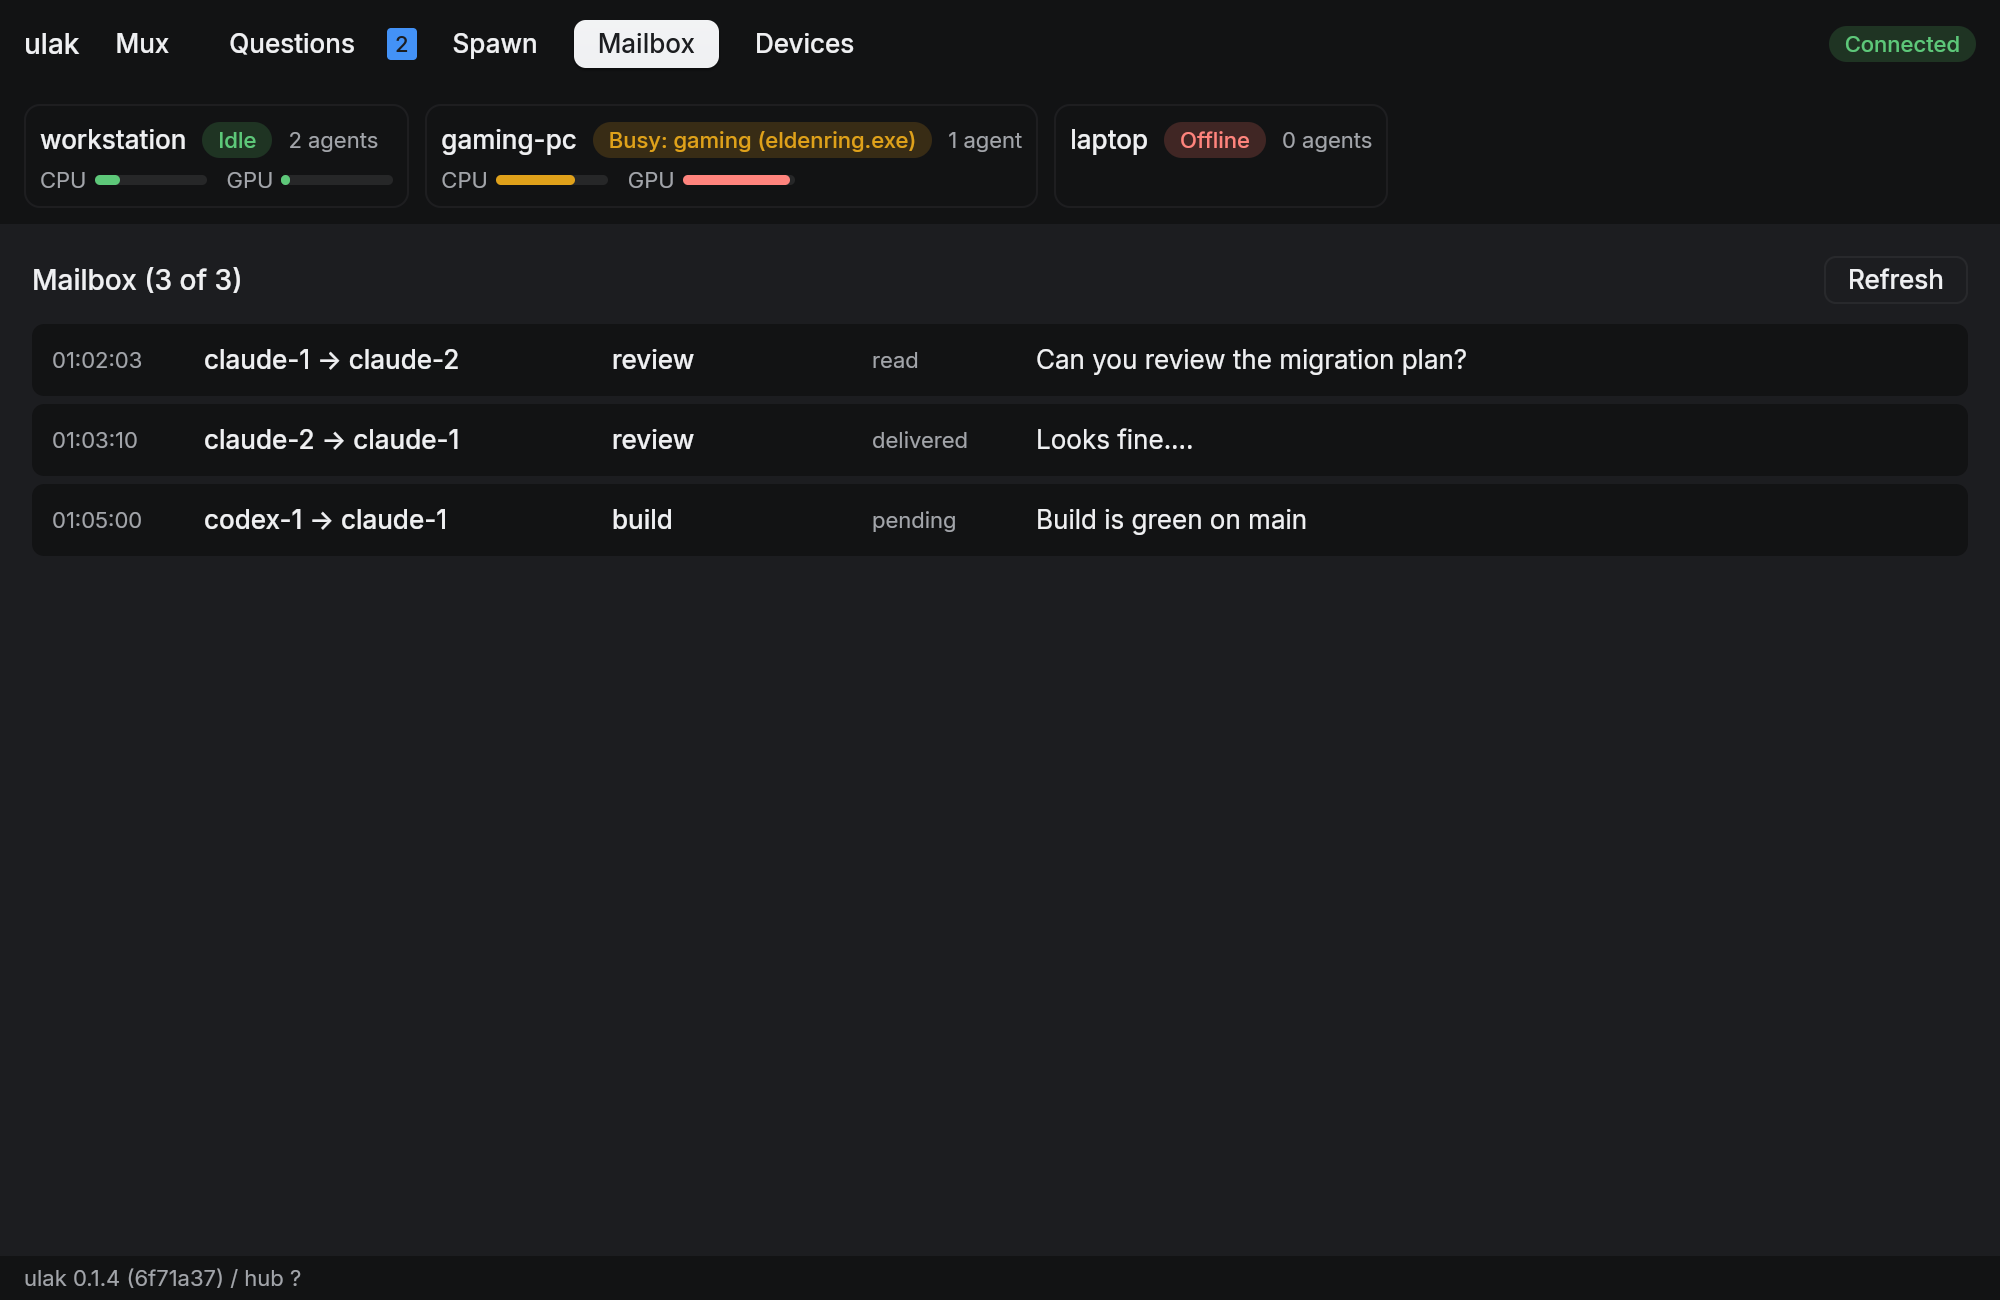 ulak Mux Questions 2 Spawn Mailbox Devices Connected
workstation Idle 2 agents
CPU GPU
gaming-pc Busy: gaming (eldenring.exe) 1 agent
CPU GPU
laptop Offline 0 agents
Mailbox (3 of 3) Refresh
01:02:03 claude-1 → claude-2 review read Can you review the migration plan?
01:03:10 claude-2 → claude-1 review delivered Looks fine....
01:05:00 codex-1 → claude-1 build pending Build is green on main
ulak 0.1.4 (6f71a37) / hub ?